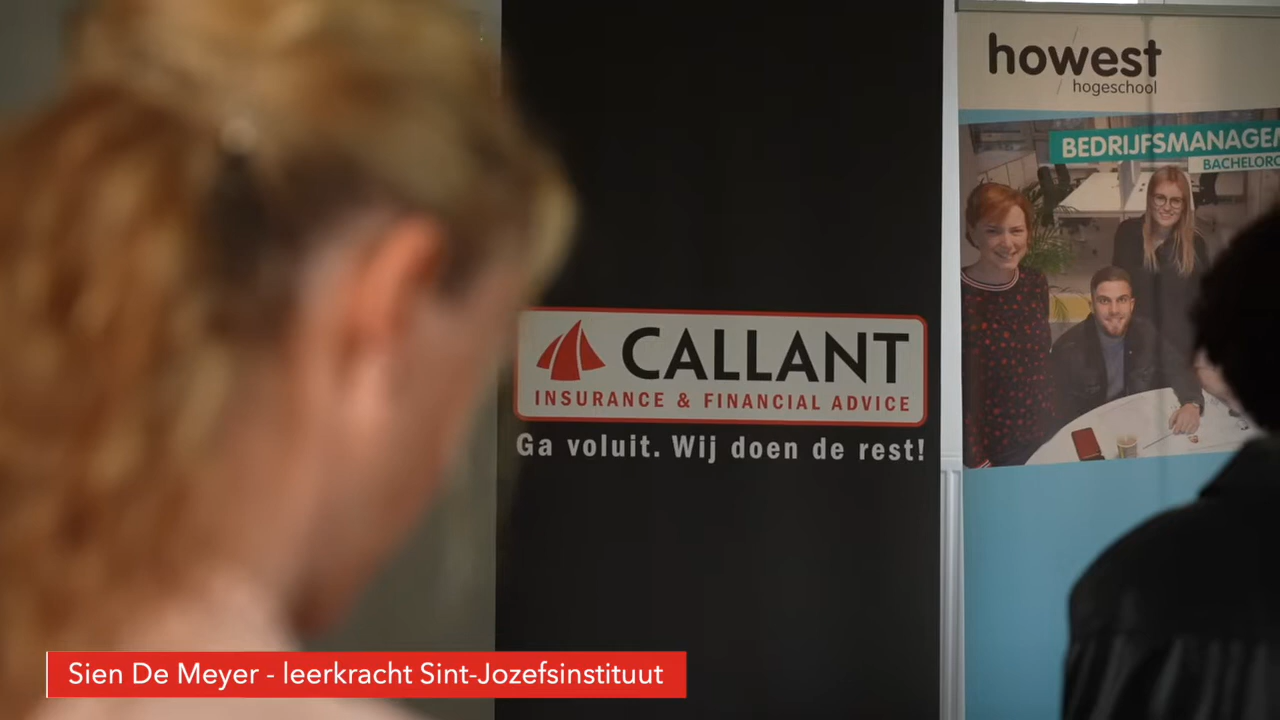 howest
hogeschool
BEDRIJFSMANAGEM
BACHELORO
CALLANT
INSURANCE & FINANCIAL ADVICE
Ga voluit. Wij doen de rest!
Sien De Meyer - leerkracht Sint-Jozefsinstituut